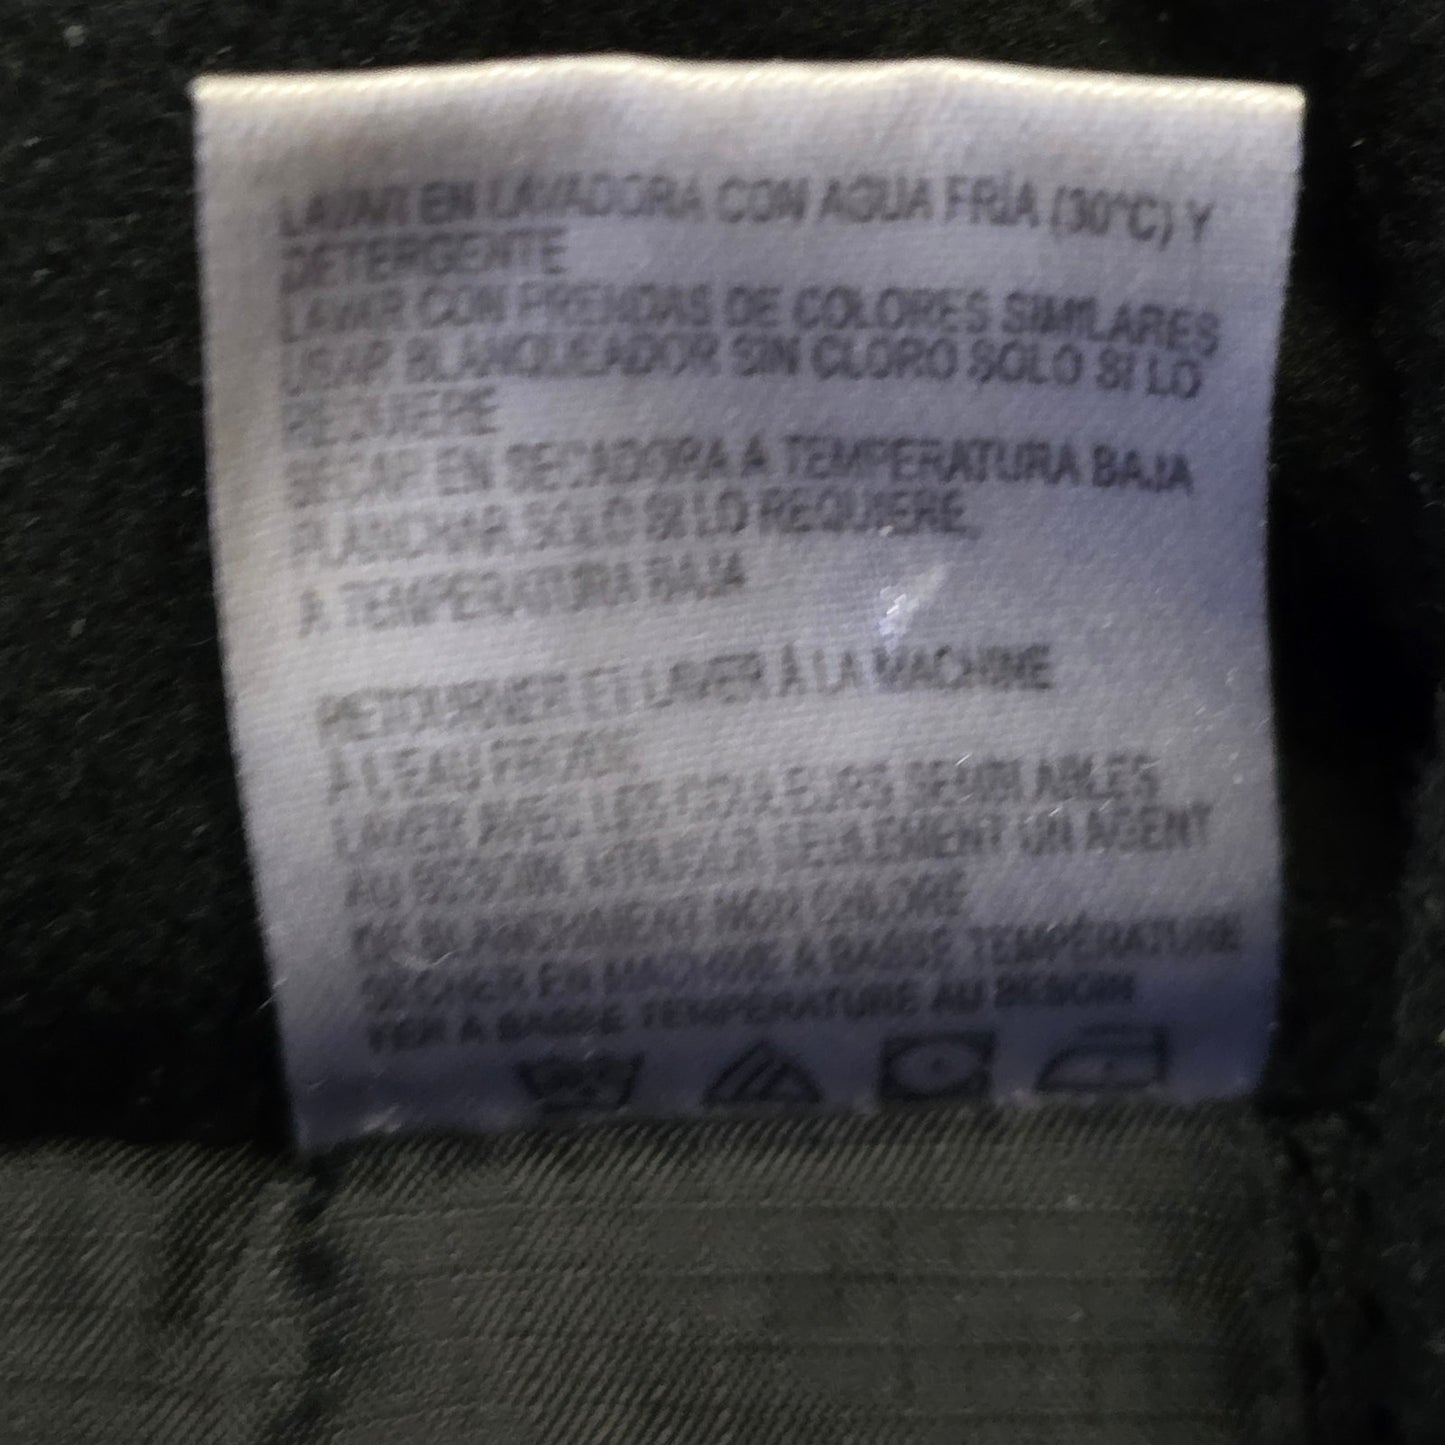 LAVAR EN LAVADORA CON AGUA FRÍA (30°C) Y
DETERGENTE
LAVAR CON PRENDAS DE COLORES SIMILARES
USAR BLANQUEADOR SIN CLORO SOLO SI LO
REQUIERE
SECAR EN SECADORA A TEMPERATURA BAJA
PLANCHAR SOLO SI LO REQUIERE,
A TEMPERATURA BAJA
RETOURNER ET LAVER À LA MACHINE
À L'EAU FROIDE
LAVER AVEC LES COULEURS SEMBLABLES
AU BESOIN, UTILISER SEULEMENT UN AGENT
DE BLANCHIMENT NON CHLORÉ
SÉCHER EN MACHINE À BASSE TEMPÉRATURE
FER À BASSE TEMPÉRATURE AU BESOIN